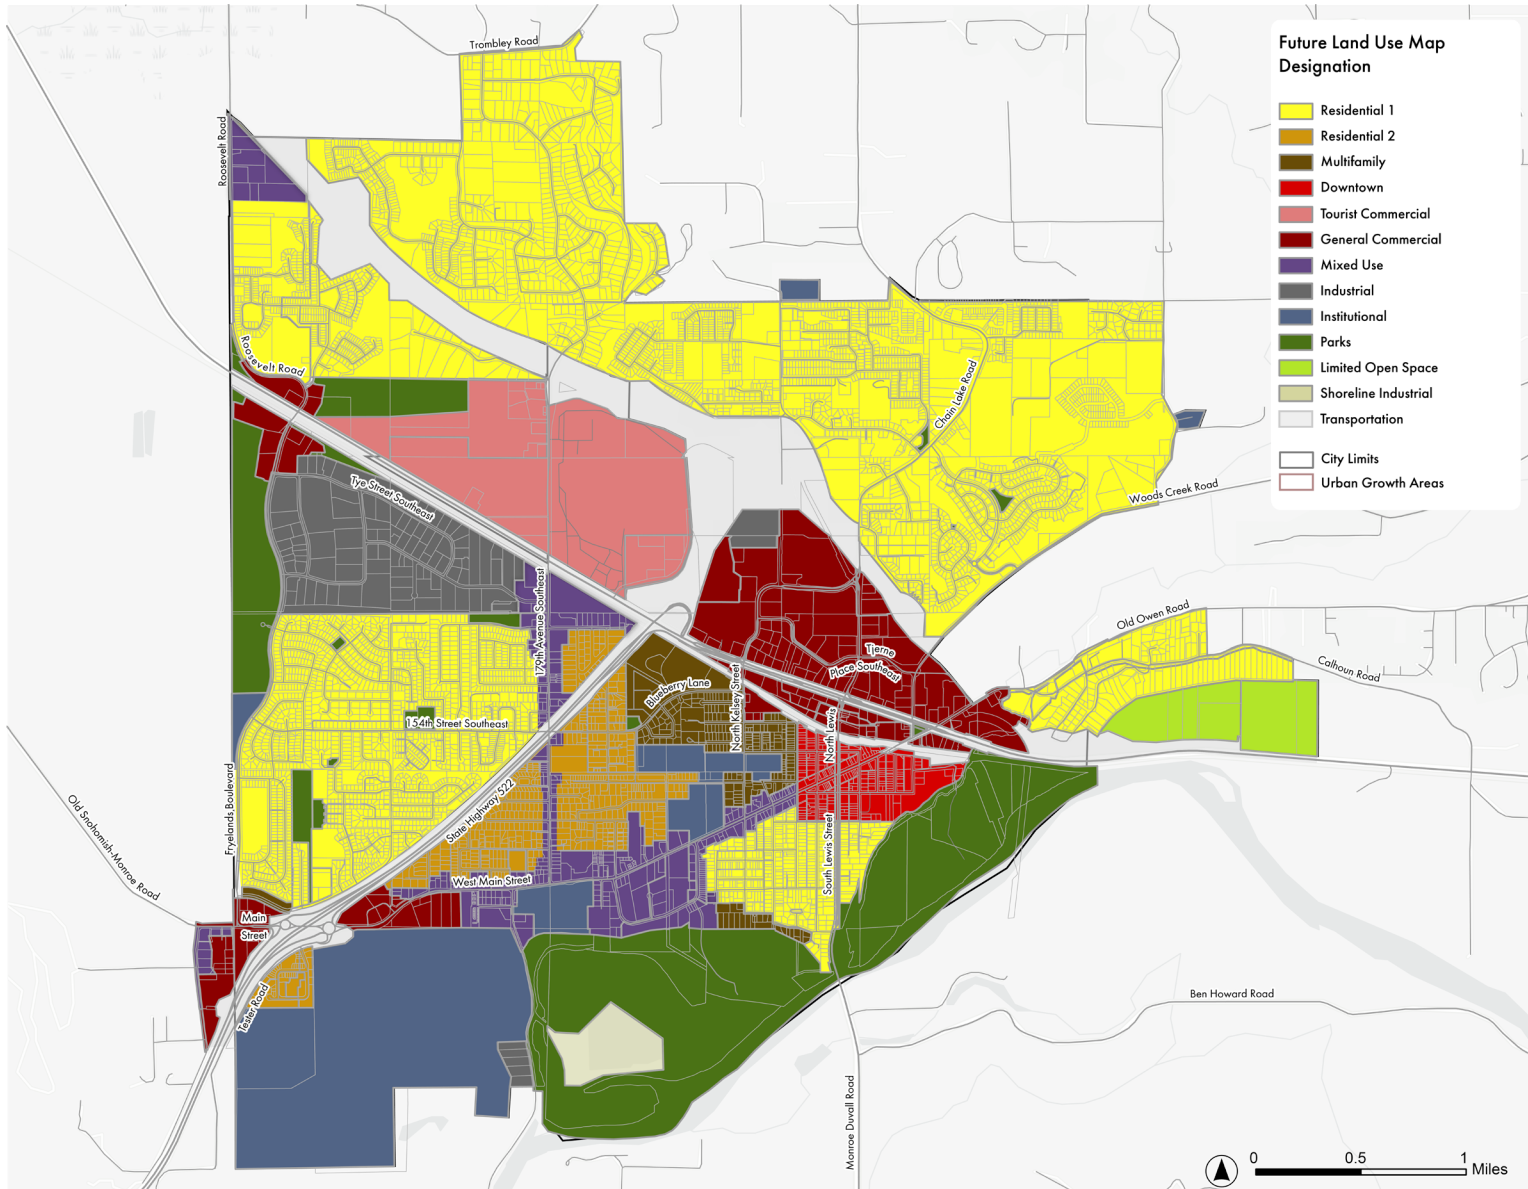 Future Land Use Map
Designation
Residential 1
Residential 2
Multifamily
Downtown
Tourist Commercial
General Commercial
Mixed Use
Industrial
Institutional
Parks
Limited Open Space
Shoreline Industrial
Transportation
City Limits
Urban Growth Areas
Trombley Road
Roosevelt Road
Roosevelt Road
Chain Lake Road
Woods Creek Road
Tye Street Southeast
179th Avenue Southeast
Old Owen Road
Calhoun Road
Tjerne
Place Southeast
Blueberry Lane
North Kelsey Street
North Lewis
154th Street Southeast
State Highway 522
Fryelands Boulevard
Old Snohomish-Monroe Road
South Lewis Street
West Main Street
Main
Street
Tester Road
Ben Howard Road
Monroe Duvall Road
0 0.5 1
Miles